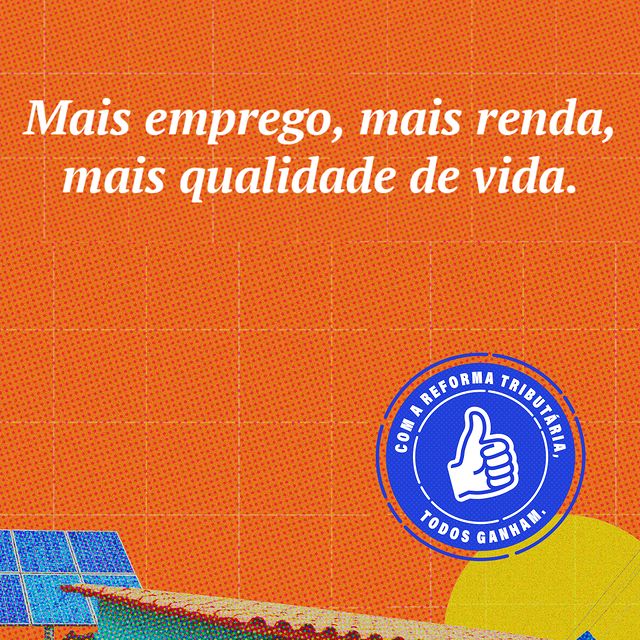 Mais emprego, mais renda,
mais qualidade de vida.
COM A REFORMA TRIBUTÁRIA,
TODOS GANHAM.